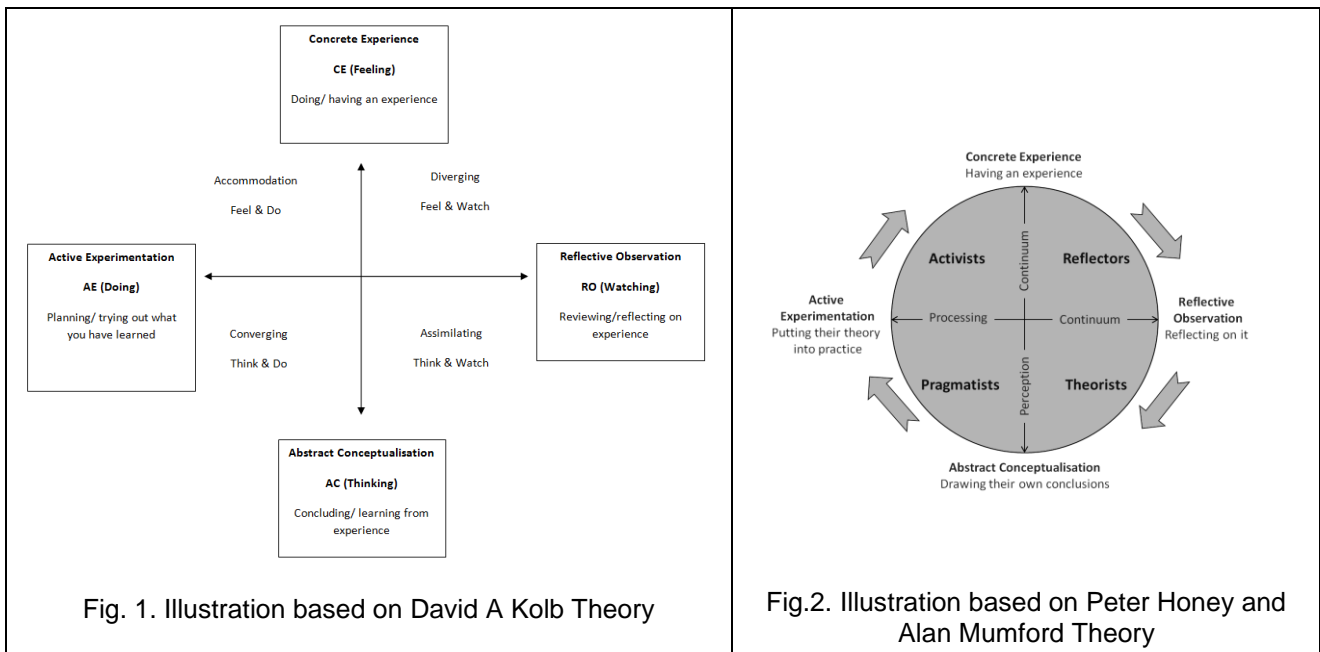 Concrete Experience
CE (Feeling)
Doing/ having an experience
Accommodation
Feel & Do
Diverging
Feel & Watch
Active Experimentation
AE (Doing)
Planning/ trying out what
you have learned
Reflective Observation
RO (Watching)
Reviewing/reflecting on
experience
Converging
Think & Do
Assimilating
Think & Watch
Abstract Conceptualisation
AC (Thinking)
Concluding/ learning from
experience
Fig. 1. Illustration based on David A Kolb Theory
Concrete Experience
Having an experience
Activists
Continuum
Reflectors
Active
Experimentation
Putting their theory
into practice
Processing
Continuum
Reflective
Observation
Reflecting on it
Pragmatists
Perception
Theorists
Abstract Conceptualisation
Drawing their own conclusions
Fig.2. Illustration based on Peter Honey and
Alan Mumford Theory